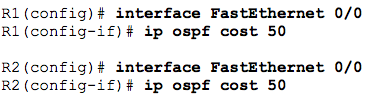 R1(config)# interface FastEthernet 0/0
R1(config-if)# ip ospf cost 50
R2(config)# interface FastEthernet 0/0
R2(config-if)# ip ospf cost 50